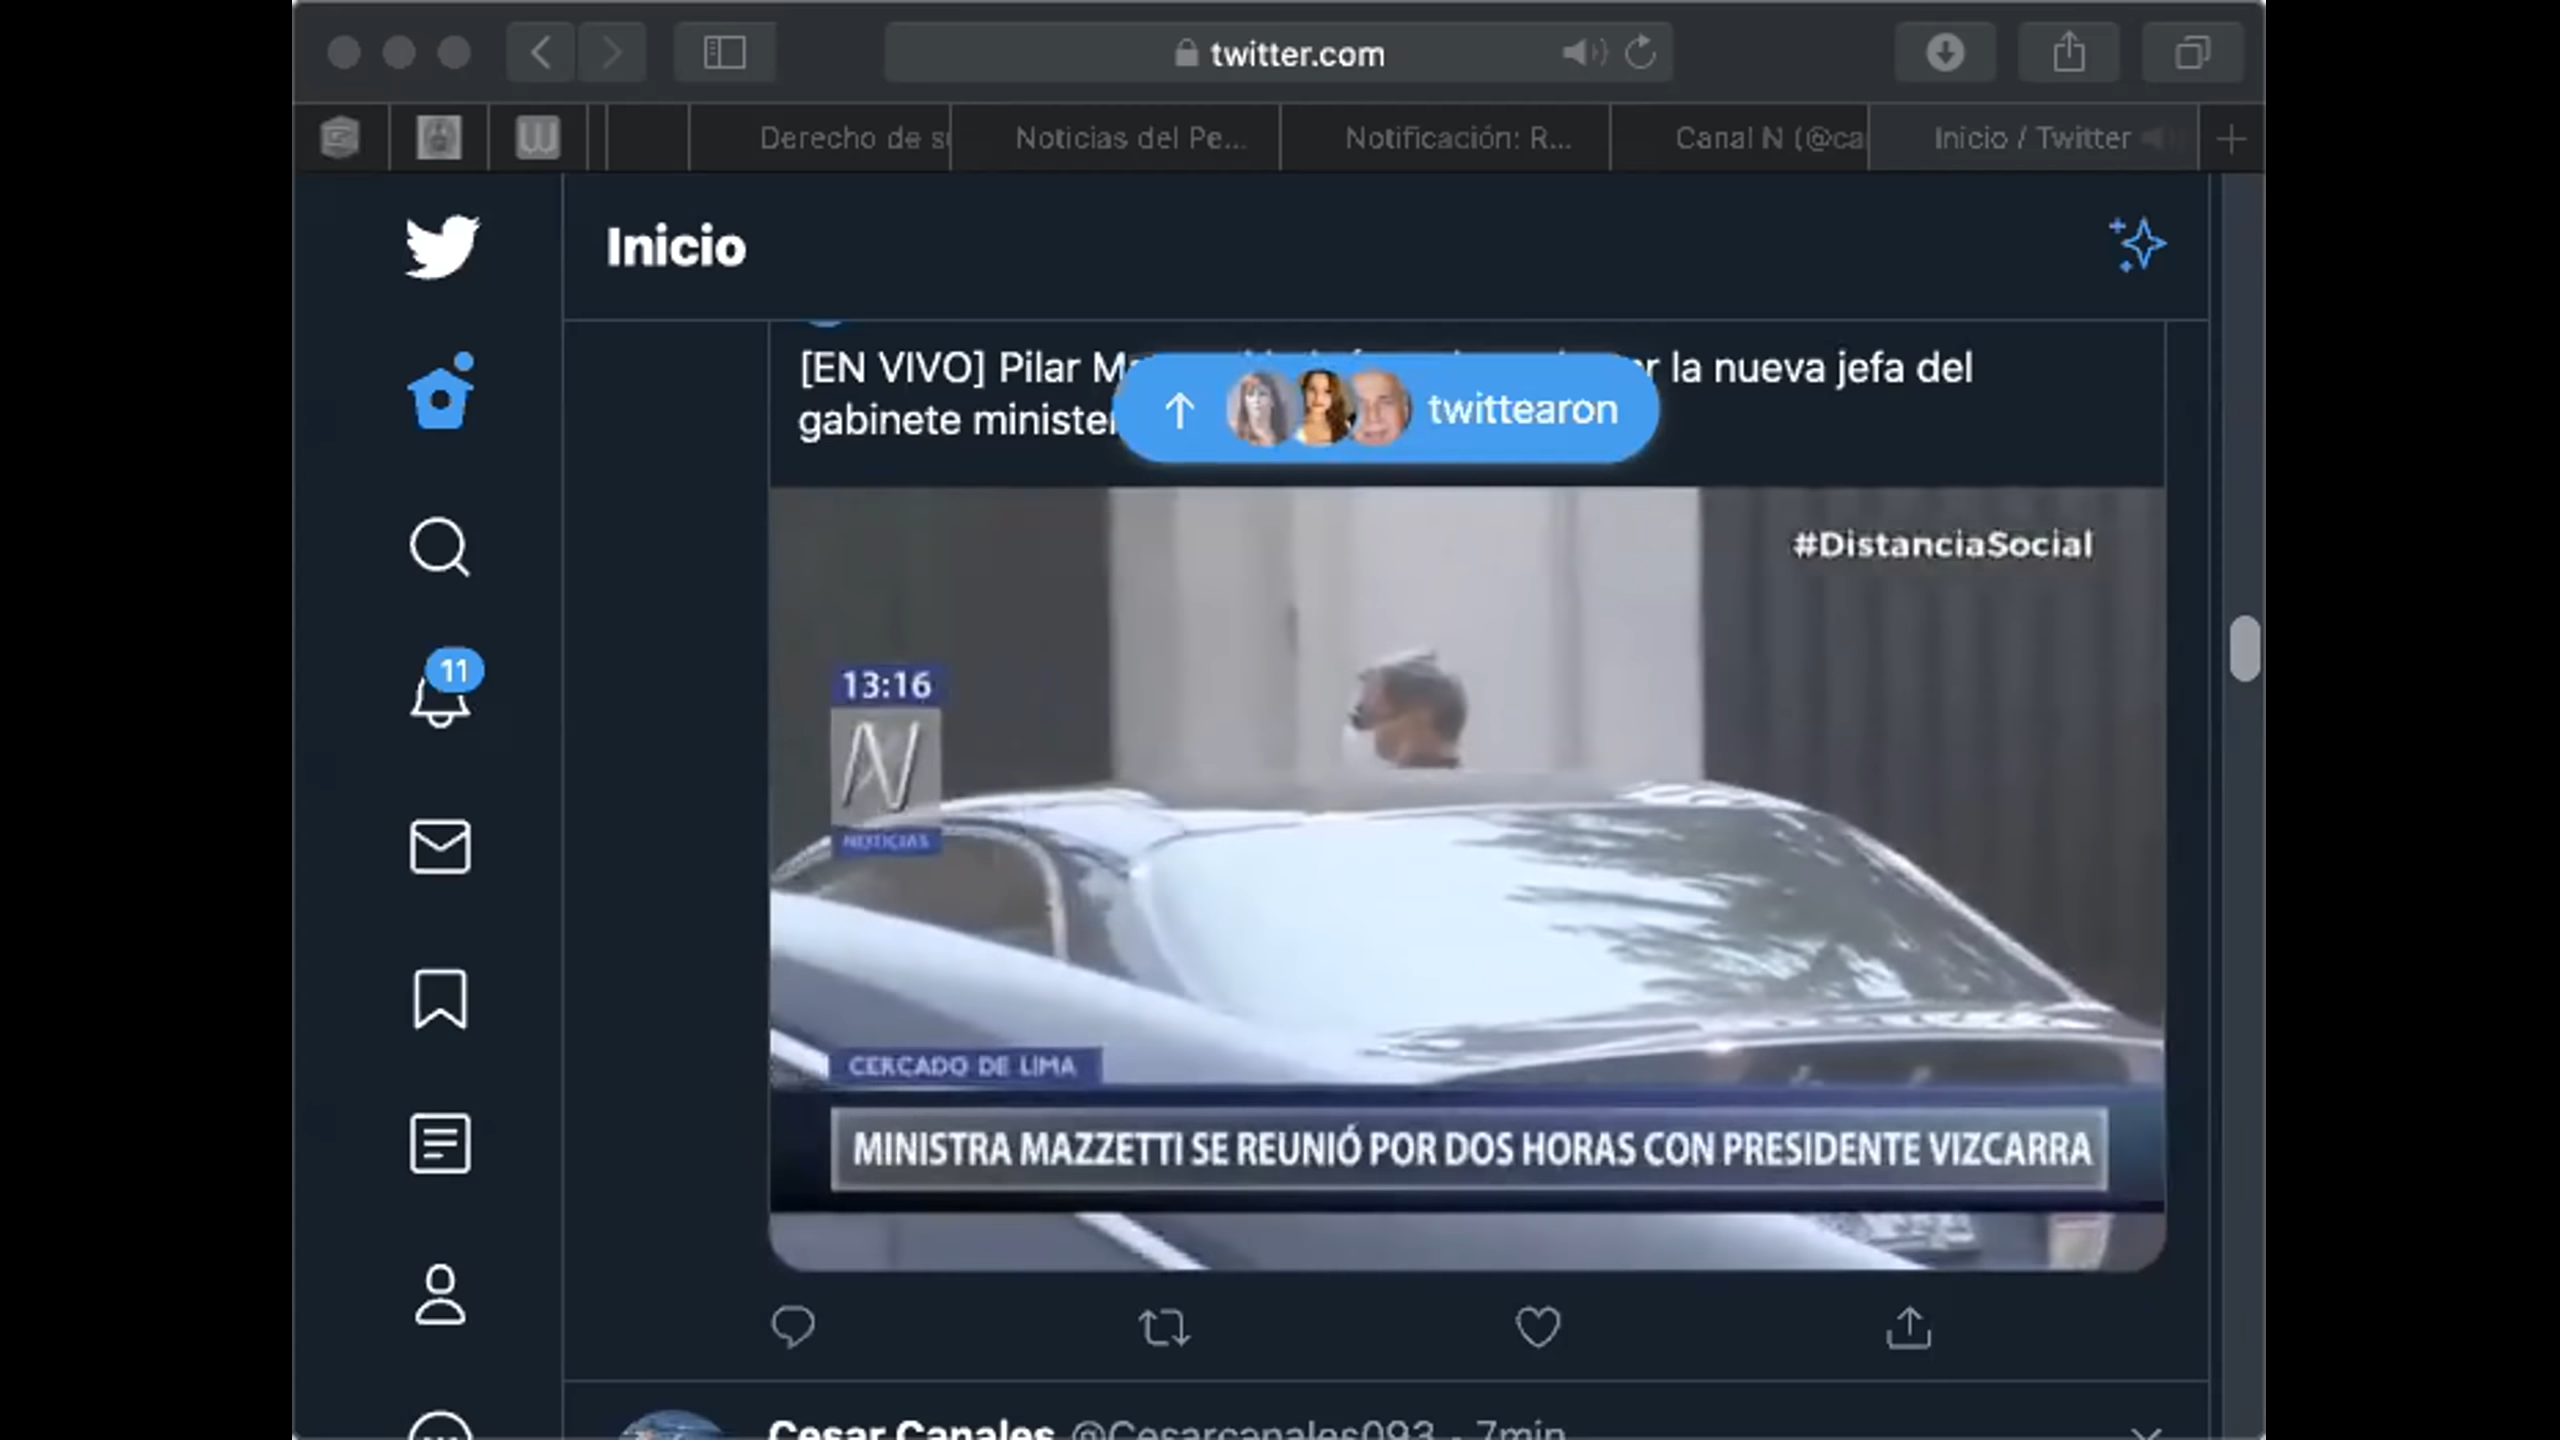 twitter.com
Derecho de s
Noticias del Pe...
Notificación: R...
Canal N (@ca
Inicio / Twitter
Inicio
[EN VIVO] Pilar M
r la nueva jefa del
gabinete minister
twittearon
11
#DistanciaSocial
13:16
N
NOTICIAS
CERCADO DE LIMA
MINISTRA MAZZETTI SE REUNIÓ POR DOS HORAS CON PRESIDENTE VIZCARRA
Cesar Canales @Cesarcanales093 · 7min